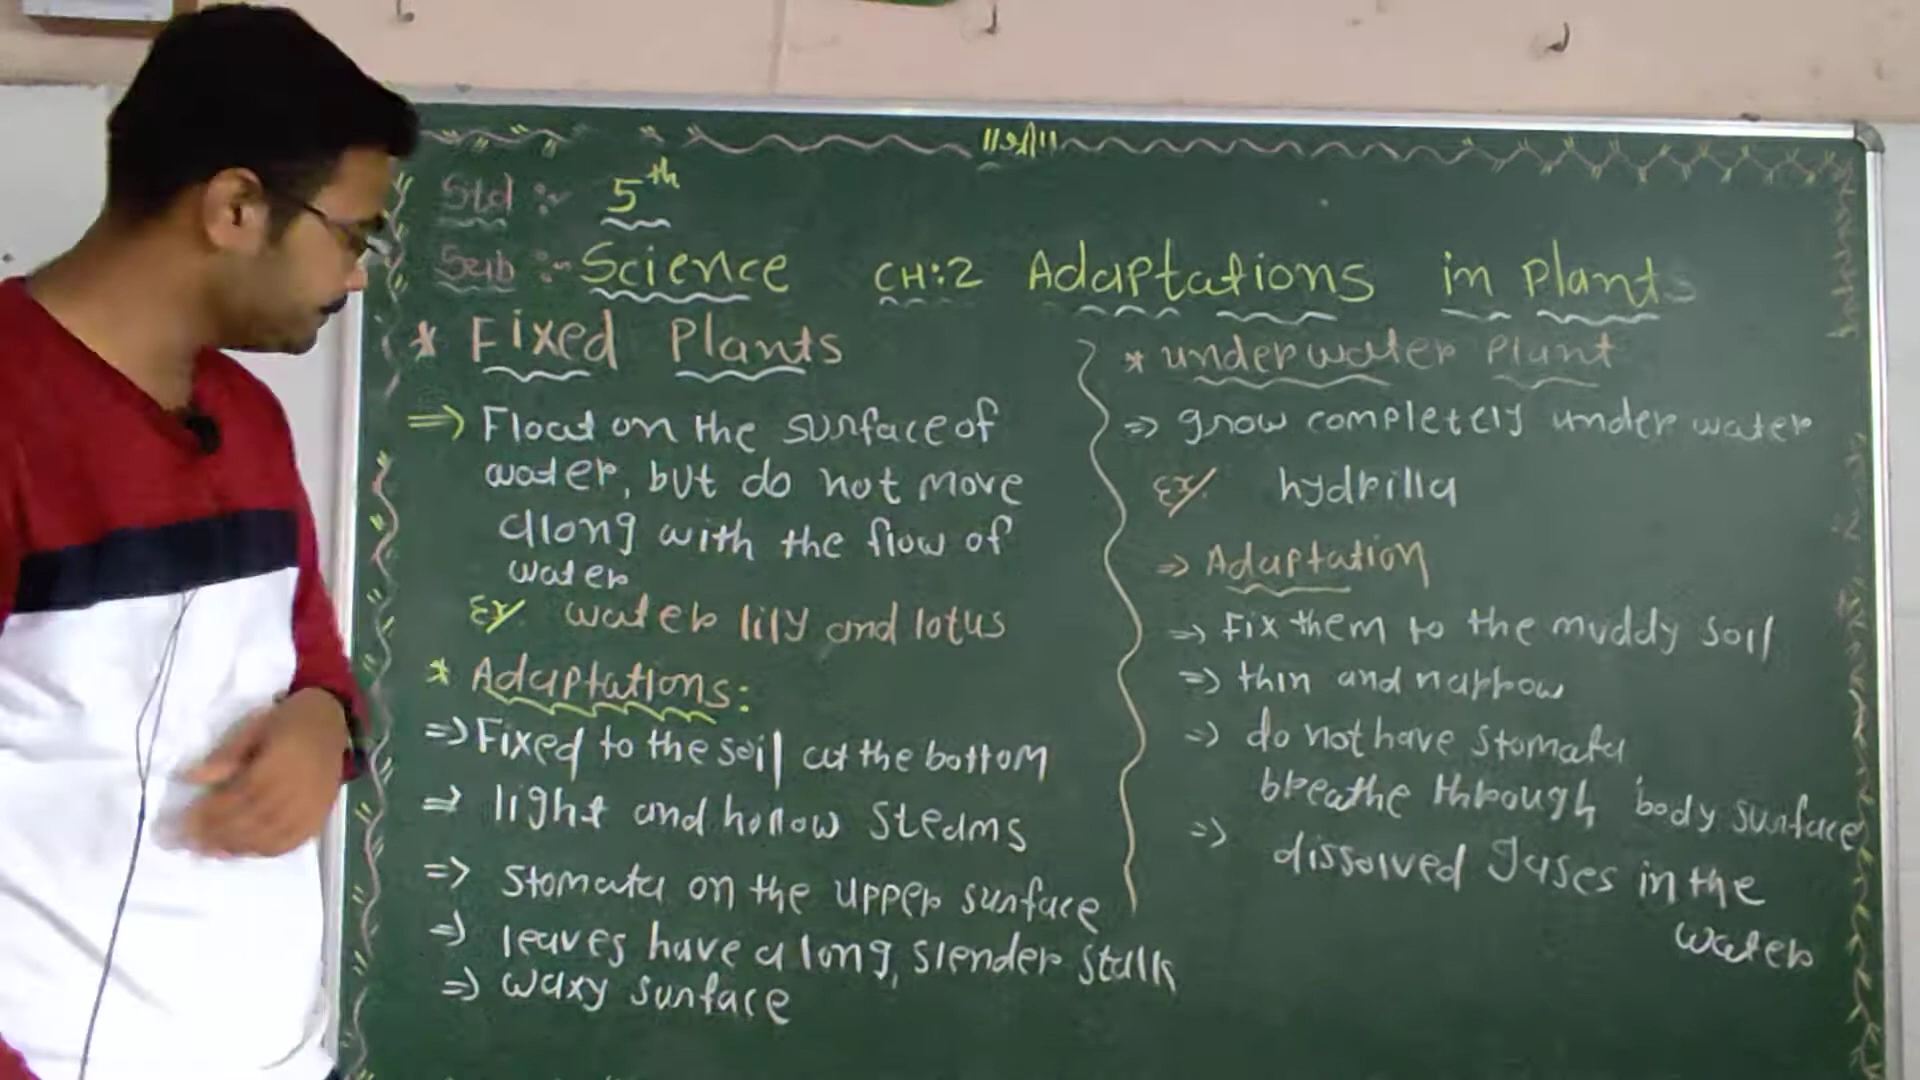 Std :- 5th
Sub :- Science CH:2 Adaptations in plants
* Fixed Plants
=> Float on the surface of
water, but do not move
along with the flow of
water
Ex/ water lily and lotus
* Adaptations:
=> Fixed to the soil at the bottom
=> light and hollow steams
=> stomata on the upper surface
=> leaves have a long, slender stalk
=> waxy surface
* underwater plant
=> grow completely under water
Ex/ hydrilla
=> Adaptation
=> Fix them to the muddy soil
=> thin and narrow
=> do not have stomata
breathe through body surface
=> dissolved gases in the
water